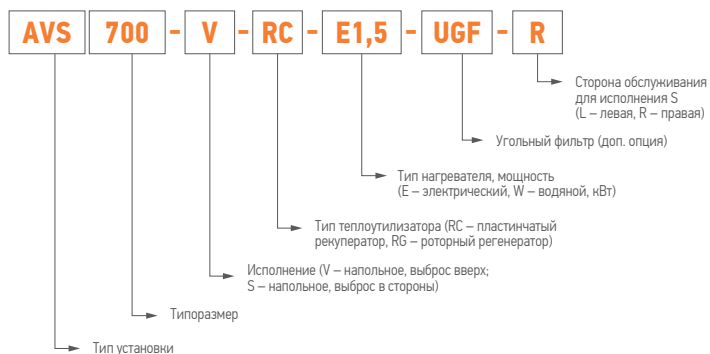 AVS 700 - V - RC - E1,5 - UGF - R
Сторона обслуживания
для исполнения S
(L – левая, R – правая)
Угольный фильтр (доп. опция)
Тип нагревателя, мощность
(E – электрический, W – водяной, кВт)
Тип теплоутилизатора (RC – пластинчатый
рекуператор, RG – роторный регенератор)
Исполнение (V – напольное, выброс вверх;
S – напольное, выброс в стороны)
Типоразмер
Тип установки